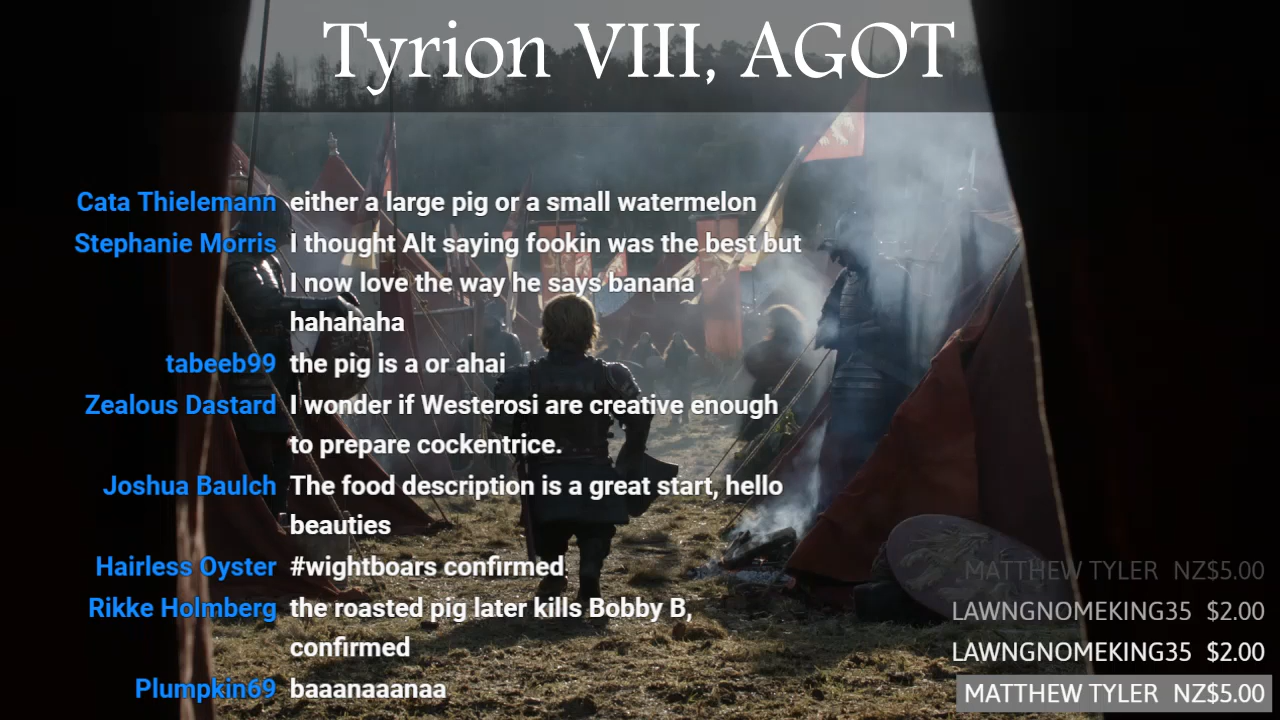 Tyrion VIII, AGOT
Cata Thielemann either a large pig or a small watermelon
Stephanie Morris I thought Alt saying fookin was the best but
I now love the way he says banana
hahahaha
tabeeb99 the pig is a or ahai
Zealous Dastard I wonder if Westerosi are creative enough
to prepare cockentrice.
Joshua Baulch The food description is a great start, hello
beauties
Hairless Oyster #wightboars confirmed
Rikke Holmberg the roasted pig later kills Bobby B,
confirmed
Plumpkin69 baaanaaanaa
MATTHEW TYLER NZ$5.00
LAWNGNOMEKING35 $2.00
LAWNGNOMEKING35 $2.00
MATTHEW TYLER NZ$5.00